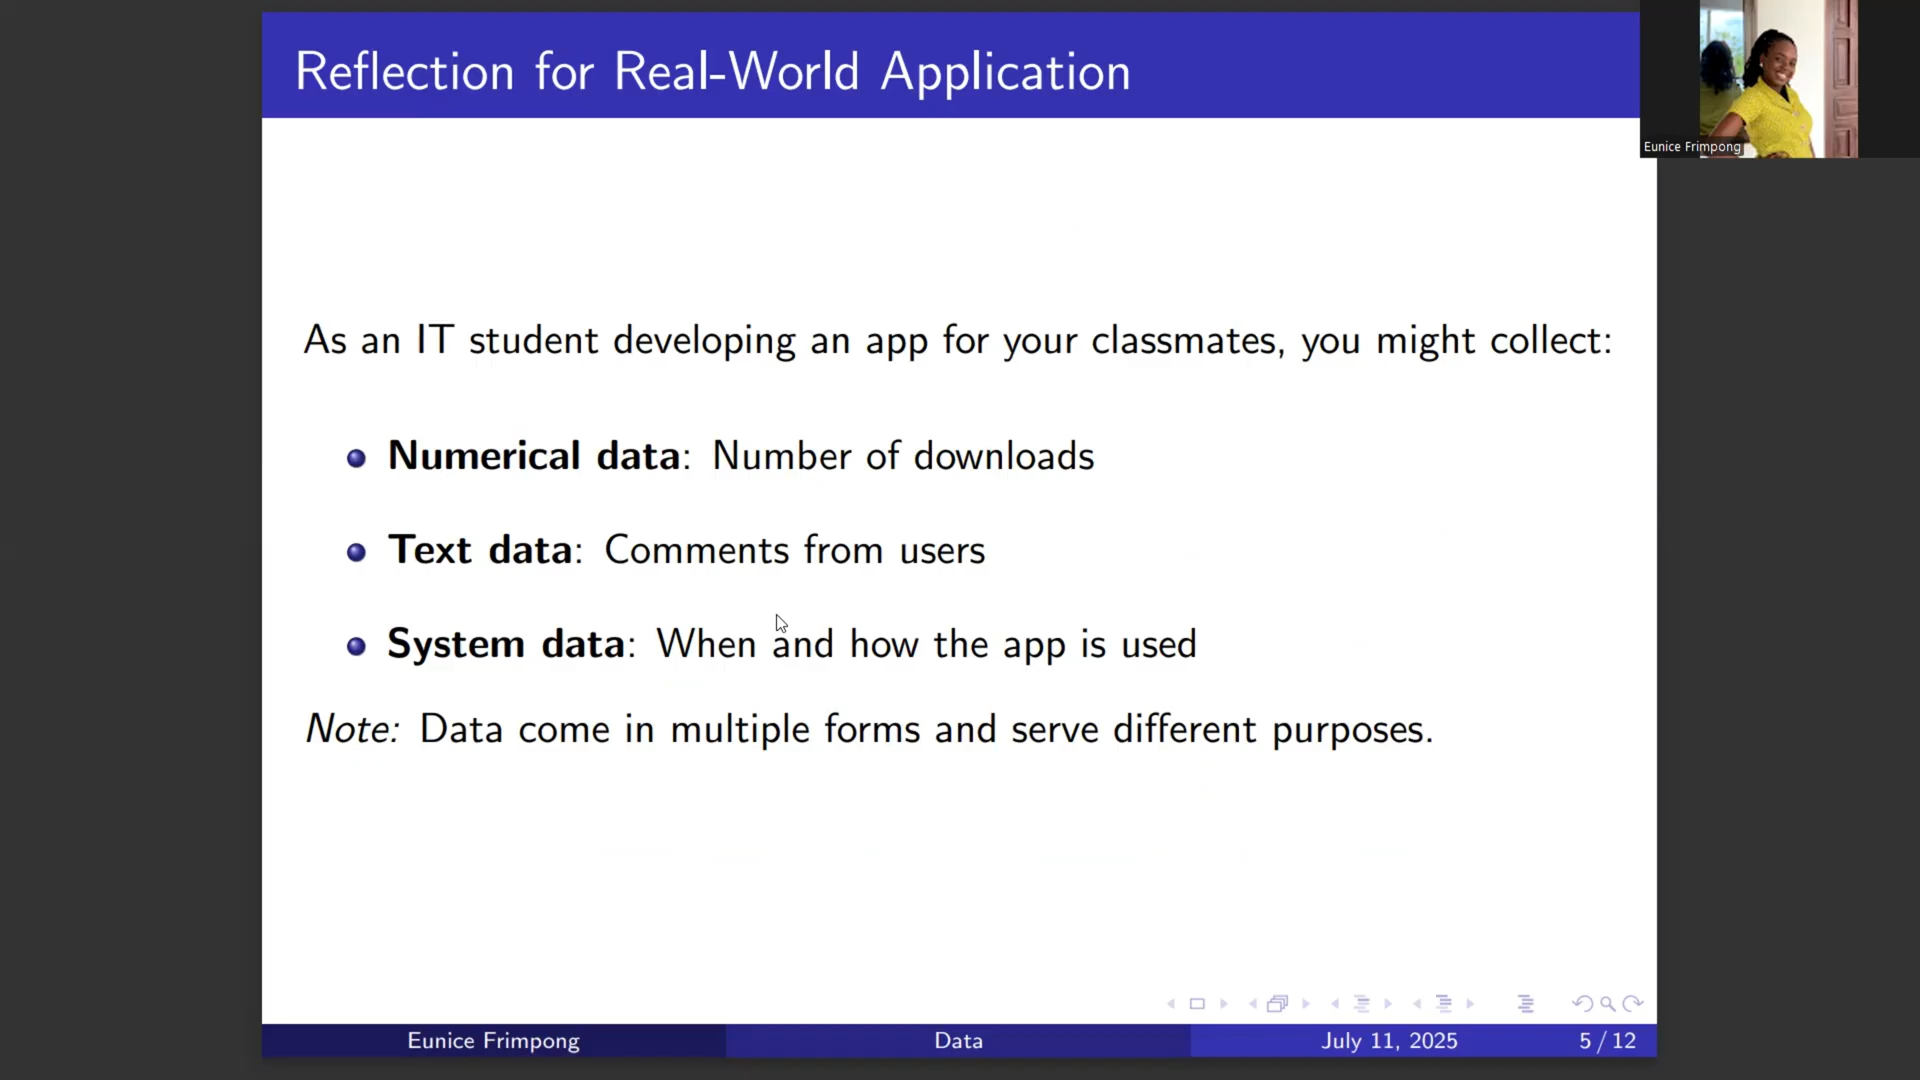 Reflection for Real-World Application
Eunice Frimpong
As an IT student developing an app for your classmates, you might collect:
Numerical data: Number of downloads
Text data: Comments from users
System data: When and how the app is used
Note: Data come in multiple forms and serve different purposes.
Eunice Frimpong
Data
July 11, 2025
5 / 12